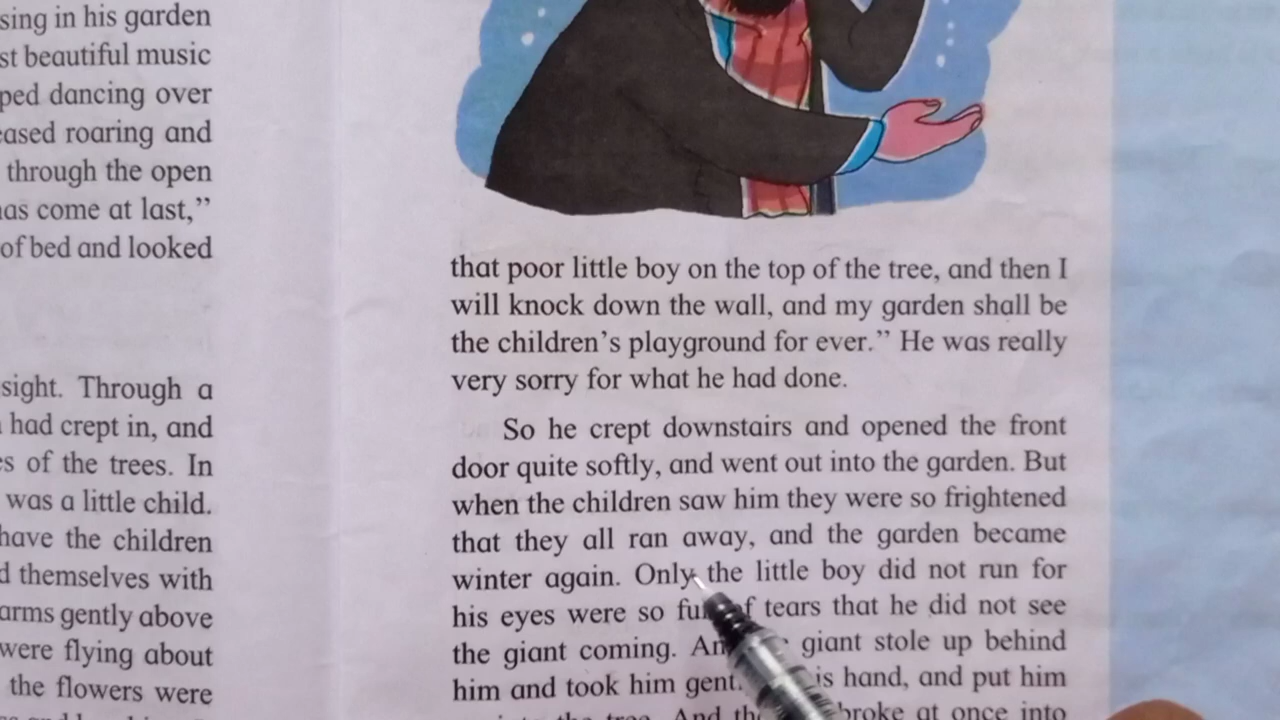 sing in his garden
beautiful music
dancing over
roaring and
through the open
come at last,”
of bed and looked
sight. Through a
had crept in, and
of the trees. In
was a little child.
have the children
themselves with
arms gently above
were flying about
the flowers were
that poor little boy on the top of the tree, and then I
will knock down the wall, and my garden shall be
the children’s playground for ever.” He was really
very sorry for what he had done.
So he crept downstairs and opened the front
door quite softly, and went out into the garden. But
when the children saw him they were so frightened
that they all ran away, and the garden became
winter again. Only the little boy did not run for
his eyes were so of tears that he did not see
the giant coming. giant stole up behind
him and took him hand, and put him
the tree. And broke at once into